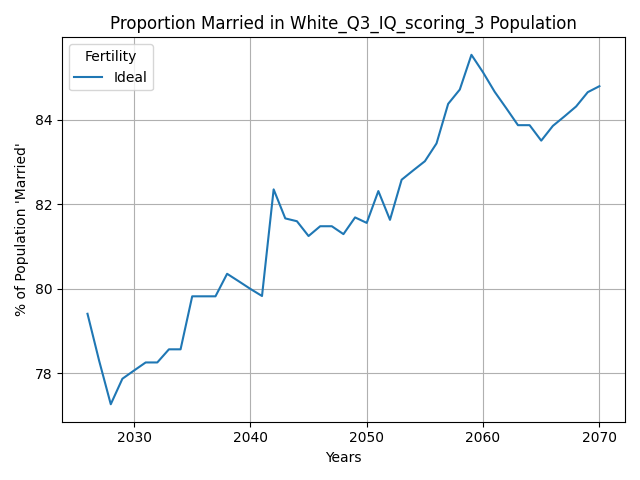 Proportion Married in White_Q3_IQ_scoring_3 Population
Fertility
Ideal
% of Population 'Married'
84
82
80
78
2030 2040 2050 2060 2070
Years